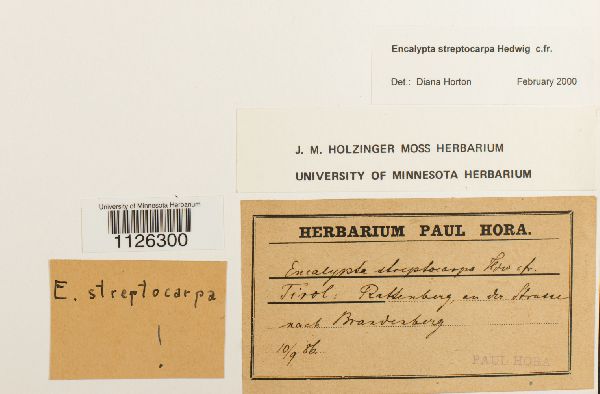 Encalypta streptocarpa Hedwig c.fr.
Det.: Diana Horton February 2000
J. M. HOLZINGER MOSS HERBARIUM
UNIVERSITY OF MINNESOTA HERBARIUM
University of Minnesota Herbarium
1126300
E. streptocarpa
!
HERBARIUM PAUL HORA.
Encalypta streptocarpa Hdw cfr.
Tirol: Rattenberg, an der Strasse
nach Brandenberg
10/9 86.
PAUL HORA